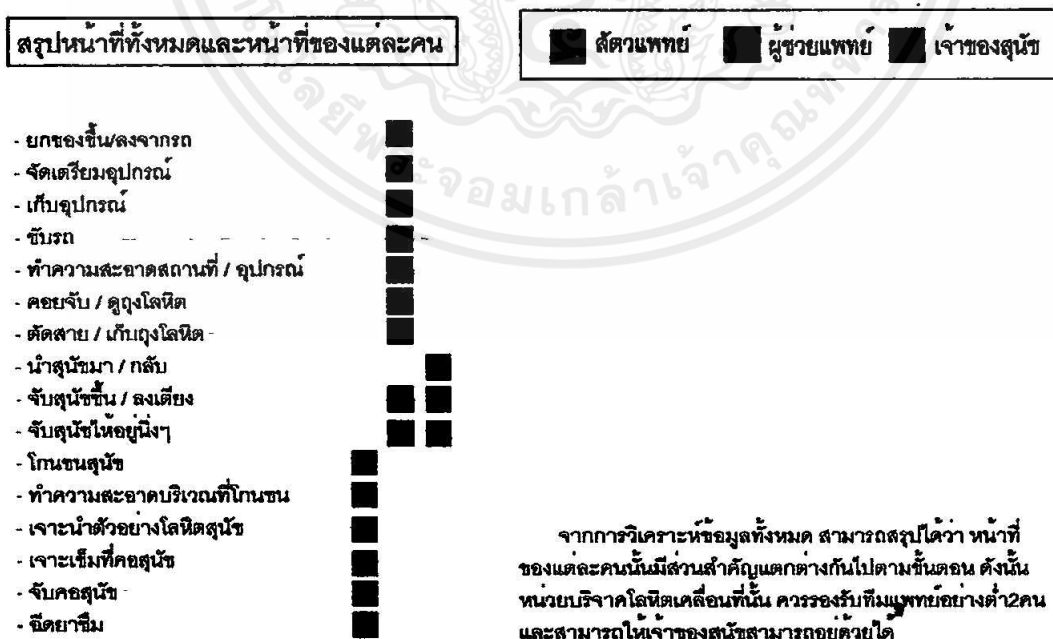 สรุปหน้าที่ทั้งหมดและหน้าที่ของแต่ละคน
สัตวแพทย์ ผู้ช่วยแพทย์ เจ้าของสุนัข
- ยกของขึ้น/ลงจากรถ
- จัดเตรียมอุปกรณ์
- เก็บอุปกรณ์
- ขับรถ
- ทำความสะอาดสถานที่ / อุปกรณ์
- คอยจับ / ดูถุงโลหิต
- ตัดสาย / เก็บถุงโลหิต
- นำสุนัขมา / กลับ
- จับสุนัขขึ้น / ลงเตียง
- จับสุนัขให้อยู่นิ่งๆ
- โกนขนสุนัข
- ทำความสะอาดบริเวณที่โกนขน
- เจาะนำตัวอย่างโลหิตสุนัข
- เจาะเข็มที่คอสุนัข
- จับคอสุนัข
- ฉีดยาซึม
จากการวิเคราะห์ข้อมูลทั้งหมด สามารถสรุปได้ว่า หน้าที่
ของแต่ละคนนั้นมีส่วนสำคัญแตกต่างกันไปตามขั้นตอน ดังนั้น
หน่วยบริจาคโลหิตเคลื่อนที่นั้น ควรรองรับทีมแพทย์อย่างต่ำ2คน
และสามารถให้เจ้าของสุนัขสามารถอยู่ด้วยได้
พระจอมเกล้าเจ้าคุณทหาร